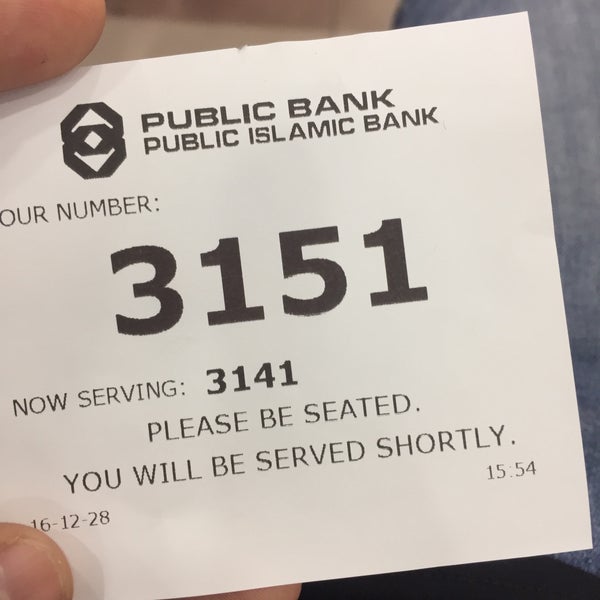 PUBLIC BANK
PUBLIC ISLAMIC BANK
OUR NUMBER:
3151
NOW SERVING: 3141
PLEASE BE SEATED.
YOU WILL BE SERVED SHORTLY.
15:54
16-12-28